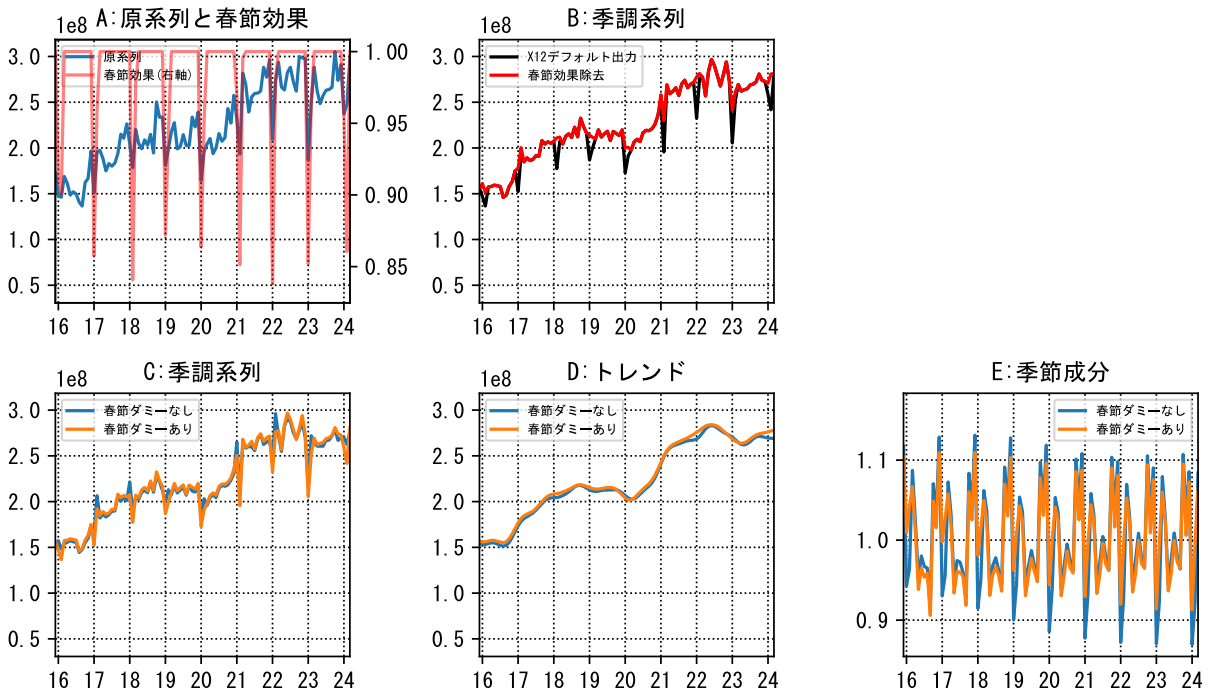 A:原系列と春節効果
1e8
原系列
春節効果(右軸)
3.0
2.5
2.0
1.5
1.0
0.5
1.00
0.95
0.90
0.85
16 17 18 19 20 21 22 23 24
B:季調系列
1e8
X12デフォルト出力
春節効果除去
3.0
2.5
2.0
1.5
1.0
0.5
16 17 18 19 20 21 22 23 24
C:季調系列
1e8
春節ダミーなし
春節ダミーあり
3.0
2.5
2.0
1.5
1.0
0.5
16 17 18 19 20 21 22 23 24
D:トレンド
1e8
春節ダミーなし
春節ダミーあり
3.0
2.5
2.0
1.5
1.0
0.5
16 17 18 19 20 21 22 23 24
E:季節成分
春節ダミーなし
春節ダミーあり
1.1
1.0
0.9
16 17 18 19 20 21 22 23 24